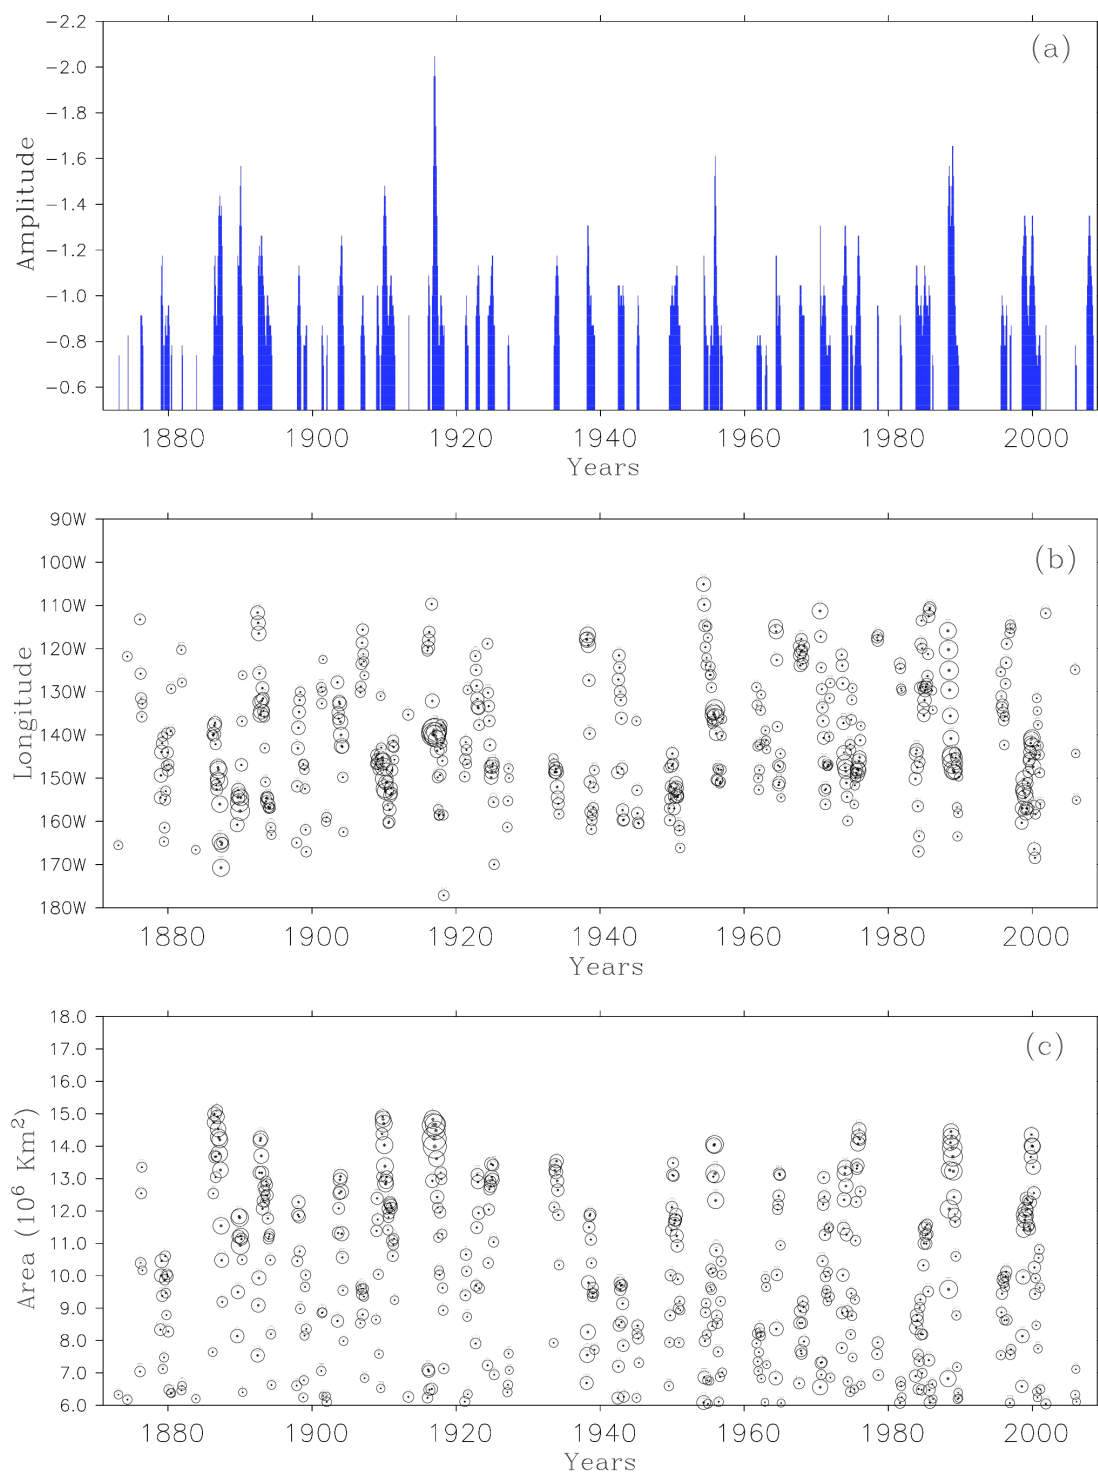 −2.2
(a)
−2.0
−1.8
−1.6
−1.4
−1.2
−1.0
−0.8
−0.6
Amplitude
1880 1900 1920 1940 1960 1980 2000
Years
90W
100W
(b)
110W
120W
130W
140W
150W
160W
170W
180W
Longitude
1880 1900 1920 1940 1960 1980 2000
Years
18.0
17.0
(c)
16.0
15.0
14.0
13.0
12.0
11.0
10.0
9.0
8.0
7.0
6.0
Area (10⁶ Km²)
1880 1900 1920 1940 1960 1980 2000
Years